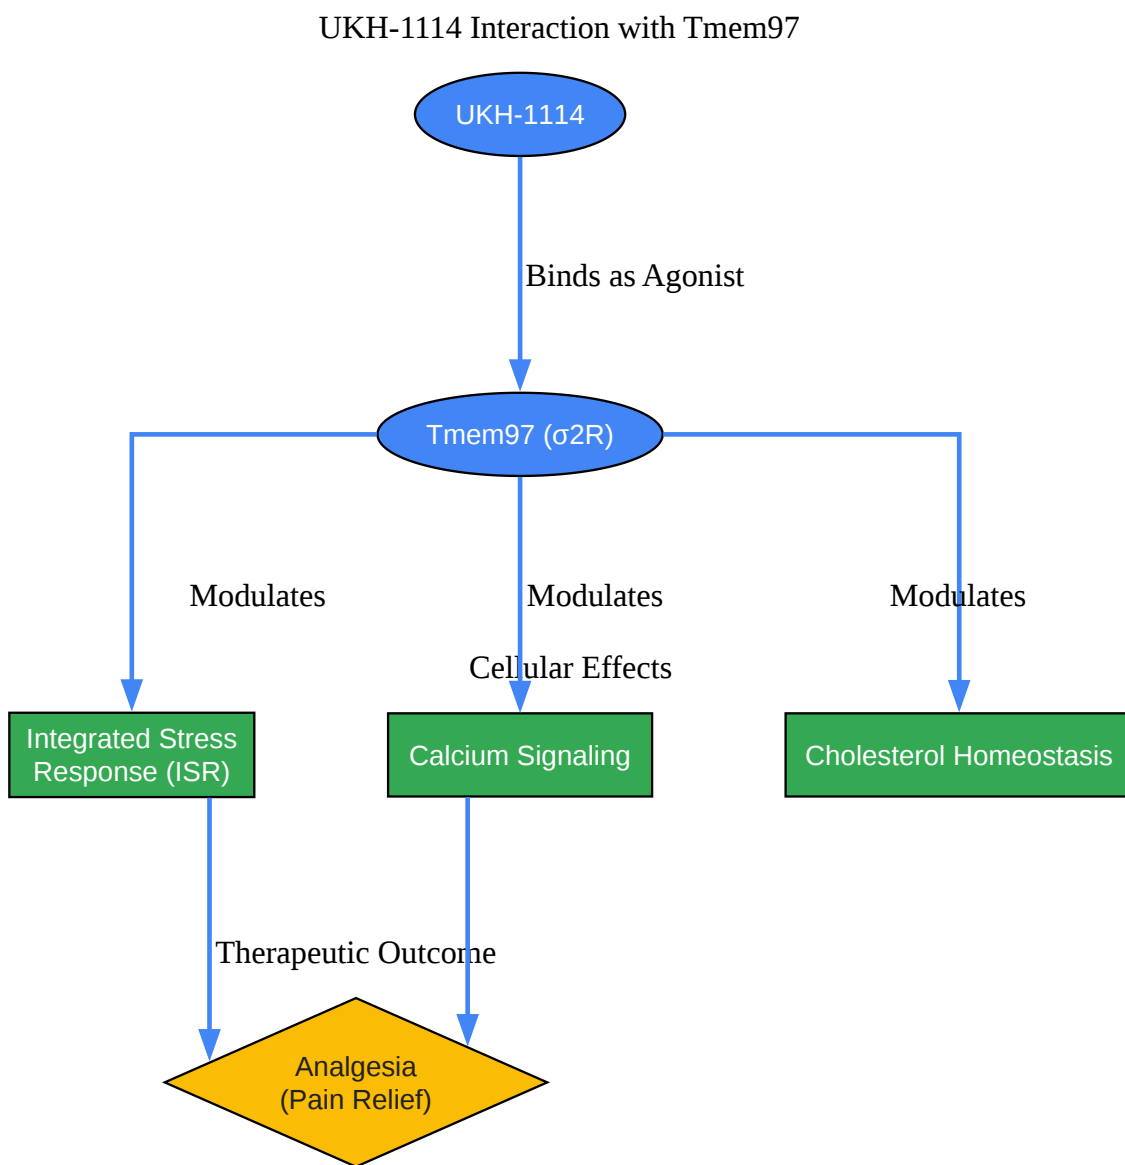 UKH-1114 Interaction with Tmem97
UKH-1114
Binds as Agonist
Tmem97 (σ2R)
Modulates
Modulates
Modulates
Cellular Effects
Integrated Stress
Response (ISR)
Calcium Signaling
Cholesterol Homeostasis
Therapeutic Outcome
Analgesia
(Pain Relief)